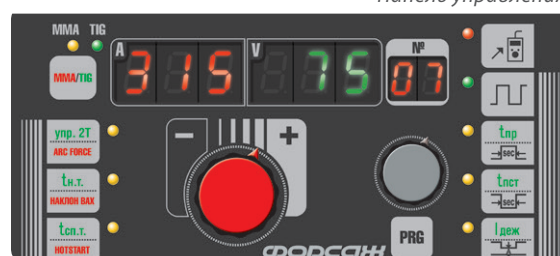 Панель управления
MMA TIG
A 315 V 75 № 07
MMA/TIG
упр. 2Т
ARC FORCE
tн.т.
НАКЛОН ВАХ
tсп.т.
HOTSTART
− +
tпр
sec
tпст
sec
Iдеж
PRG
ФОРСАЖ